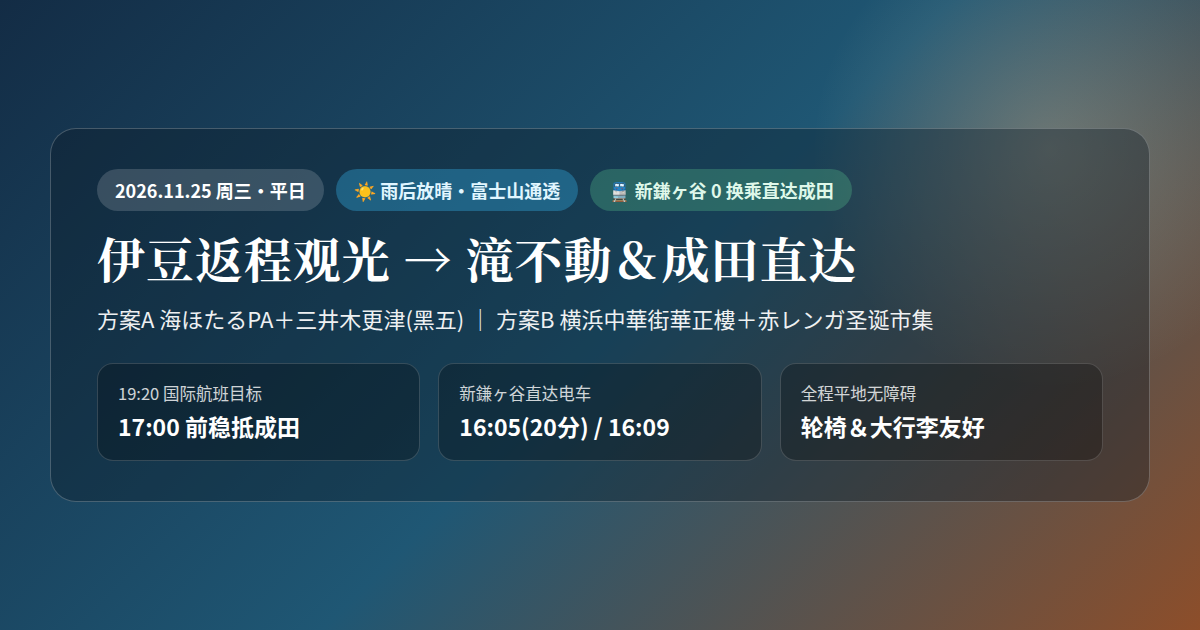 2026.11.25 周三・平日
☀️ 雨后放晴・富士山通透
🚆 新鎌ヶ谷 0 换乘直达成田
伊豆返程观光 → 滝不動＆成田直达
方案A 海ほたるPA＋三井木更津(黑五) ｜ 方案B 横浜中華街華正樓＋赤レンガ圣诞市集
19:20 国际航班目标
17:00 前稳抵成田
新鎌ヶ谷直达电车
16:05(20分) / 16:09
全程平地无障碍
轮椅＆大行李友好